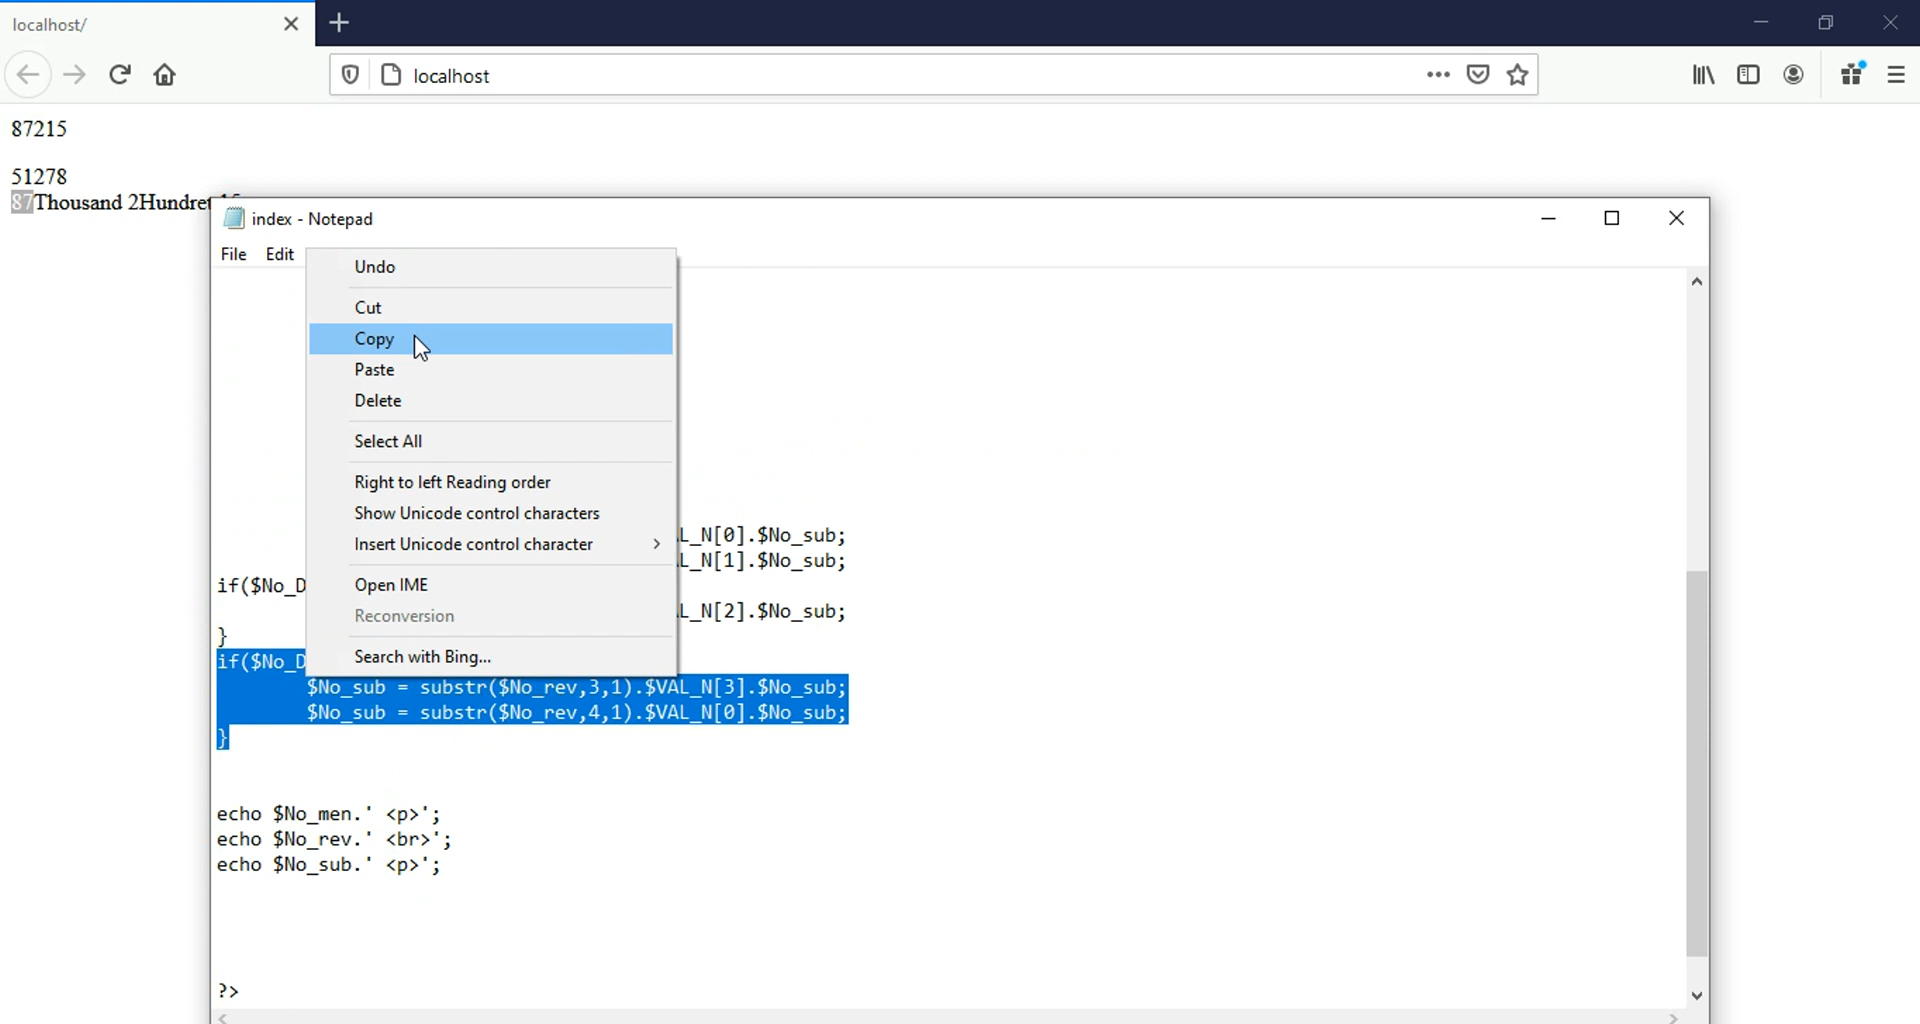 localhost/
localhost
87215
51278
87Thousand 2Hundret
index - Notepad
File Edit
Undo
Cut
Copy
Paste
Delete
Select All
Right to left Reading order
Show Unicode control characters
Insert Unicode control character
Open IME
Reconversion
Search with Bing...
L_N[0].$No_sub;
L_N[1].$No_sub;
if($No_D
L_N[2].$No_sub;
}
if($No_D
$No_sub = substr($No_rev,3,1).$VAL_N[3].$No_sub;
$No_sub = substr($No_rev,4,1).$VAL_N[0].$No_sub;
}
echo $No_men.' <p>';
echo $No_rev.' <br>';
echo $No_sub.' <p>';
?>